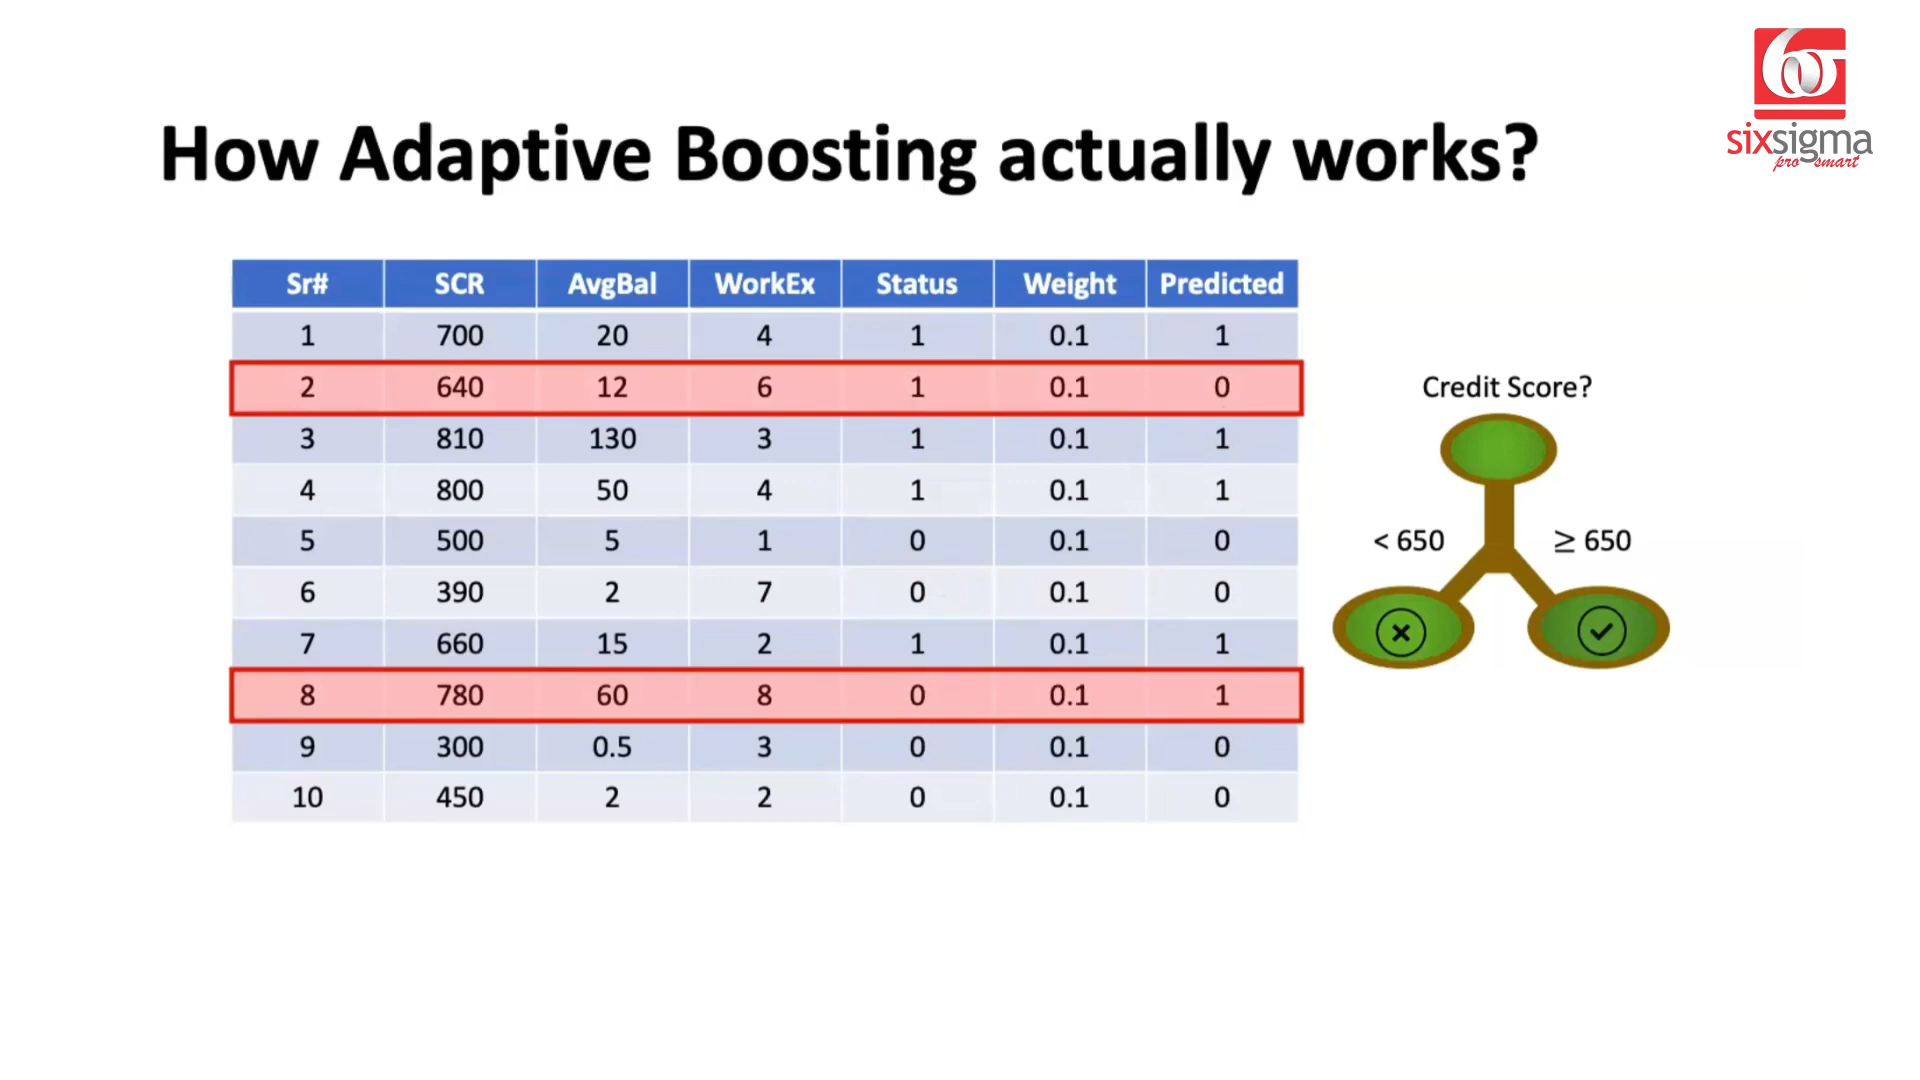 sixsigma
pro smart
How Adaptive Boosting actually works?
Sr# SCR AvgBal WorkEx Status Weight Predicted
1 700 20 4 1 0.1 1
2 640 12 6 1 0.1 0
3 810 130 3 1 0.1 1
4 800 50 4 1 0.1 1
5 500 5 1 0 0.1 0
6 390 2 7 0 0.1 0
7 660 15 2 1 0.1 1
8 780 60 8 0 0.1 1
9 300 0.5 3 0 0.1 0
10 450 2 2 0 0.1 0
Credit Score?
< 650 ≥ 650